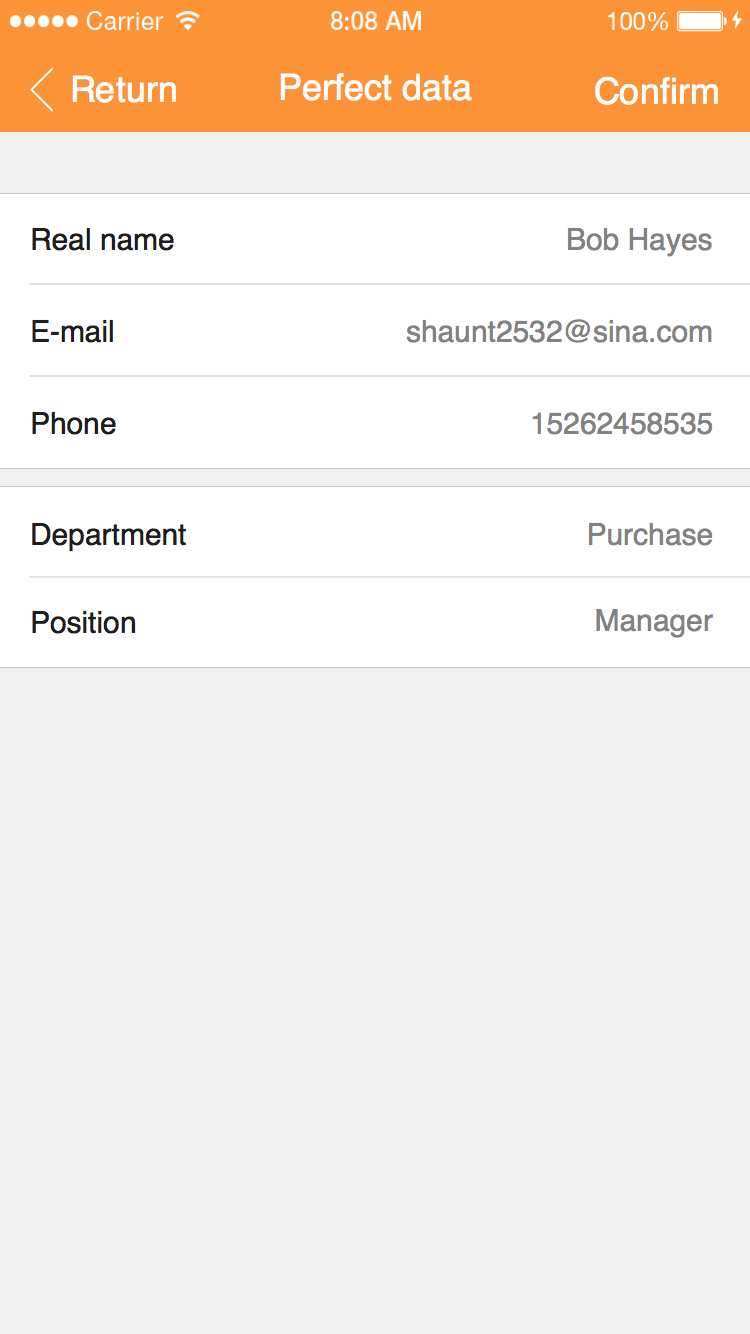 Carrier 8:08 AM 100%
Return Perfect data Confirm
Real name Bob Hayes
E-mail shaunt2532@sina.com
Phone 15262458535
Department Purchase
Position Manager